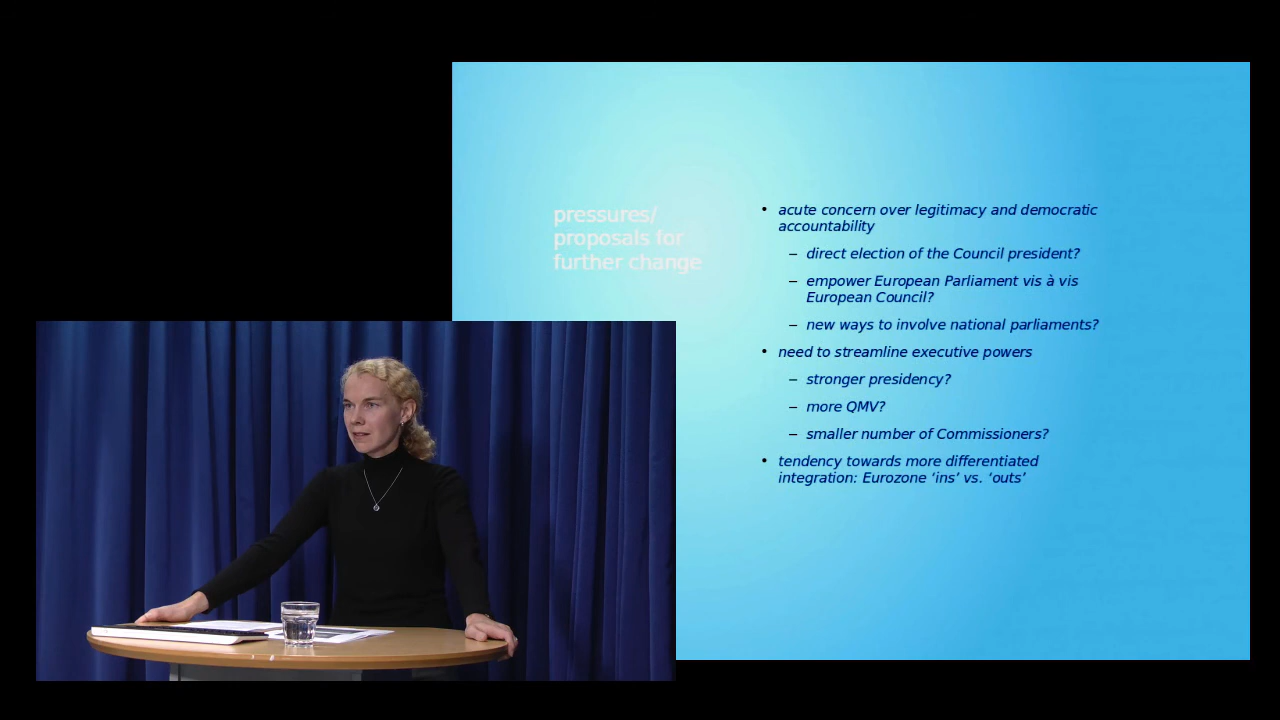 pressures/
proposals for
further change
• acute concern over legitimacy and democratic
accountability
– direct election of the Council president?
– empower European Parliament vis à vis
European Council?
– new ways to involve national parliaments?
• need to streamline executive powers
– stronger presidency?
– more QMV?
– smaller number of Commissioners?
• tendency towards more differentiated
integration: Eurozone ‘ins’ vs. ‘outs’